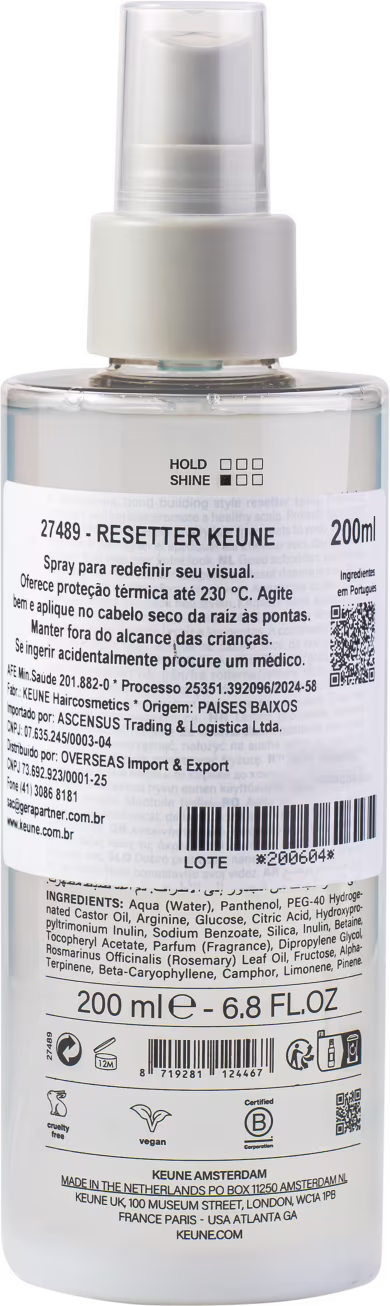 HOLD
SHINE
27489 - RESETTER KEUNE
200ml
Spray para redefinir seu visual.
Oferece proteção térmica até 230 °C. Agite
bem e aplique no cabelo seco da raiz às pontas.
Manter fora do alcance das crianças.
Se ingerir acidentalmente procure um médico.
Ingredientes
em Portugues
AFE Min.Saúde 201.882-0 * Processo 25351.392096/2024-58
Fabr.: KEUNE Haircosmetics * Origem: PAÍSES BAIXOS
Importado por: ASCENSUS Trading & Logistica Ltda.
CNPJ: 07.635.245/0003-04
Distribuido por: OVERSEAS Import & Export
CNPJ 73.692.923/0001-25
Fone (41) 3086 8181
sac@gerapartner.com.br
www.keune.com.br
LOTE *200604*
INGREDIENTS: Aqua (Water), Panthenol, PEG-40 Hydroge-
nated Castor Oil, Arginine, Glucose, Citric Acid, Hydroxypro-
pyltrimonium Inulin, Sodium Benzoate, Silica, Inulin, Betaine,
Tocopheryl Acetate, Parfum (Fragrance), Dipropylene Glycol,
Rosmarinus Officinalis (Rosemary) Leaf Oil, Fructose, Alpha-
Terpinene, Beta-Caryophyllene, Camphor, Limonene, Pinene.
200 ml e - 6.8 FL.OZ
27489
12M
8 719281 124467
cruelty
free
vegan
Certified
B
Corporation
KEUNE AMSTERDAM
MADE IN THE NETHERLANDS PO BOX 11250 AMSTERDAM NL
KEUNE UK, 100 MUSEUM STREET, LONDON, WC1A 1PB
FRANCE PARIS - USA ATLANTA GA
KEUNE.COM